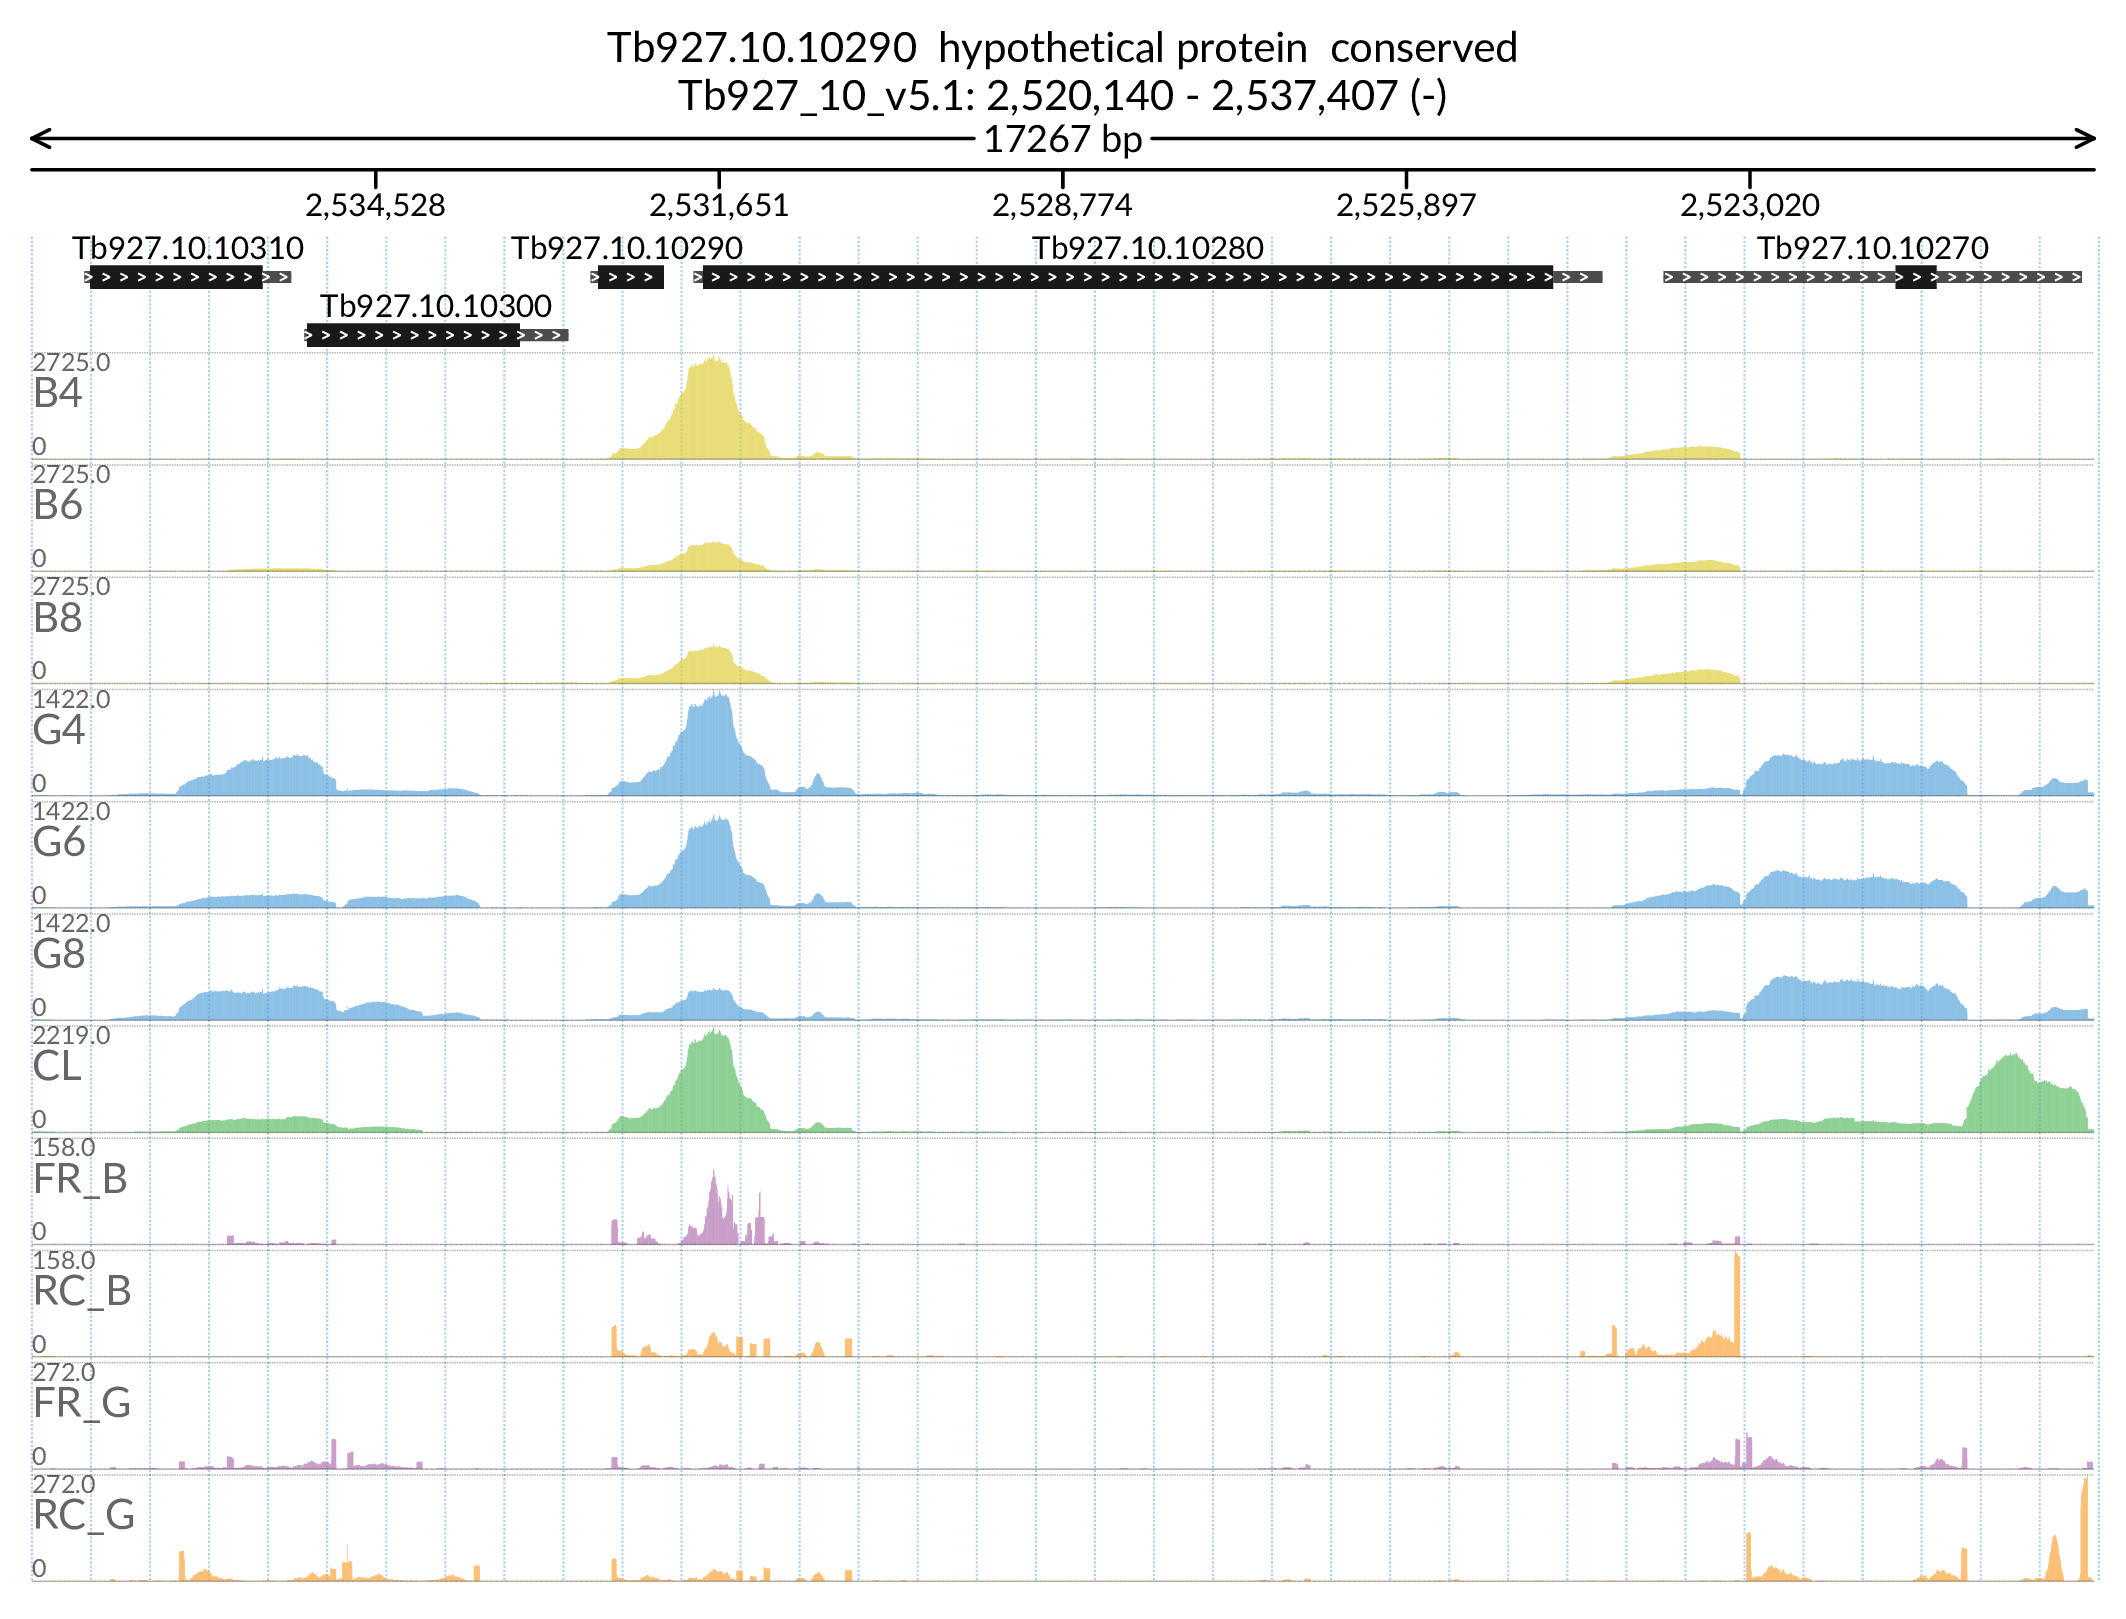 Tb927.10.10290  hypothetical protein  conserved
Tb927_10_v5.1: 2,520,140 - 2,537,407 (-)
17267 bp
2,534,528 2,531,651 2,528,774 2,525,897 2,523,020
Tb927.10.10310 Tb927.10.10290 Tb927.10.10280 Tb927.10.10270
Tb927.10.10300
2725.0
B4
0
2725.0
B6
0
2725.0
B8
0
1422.0
G4
0
1422.0
G6
0
1422.0
G8
0
2219.0
CL
0
158.0
FR_B
0
158.0
RC_B
0
272.0
FR_G
0
272.0
RC_G
0